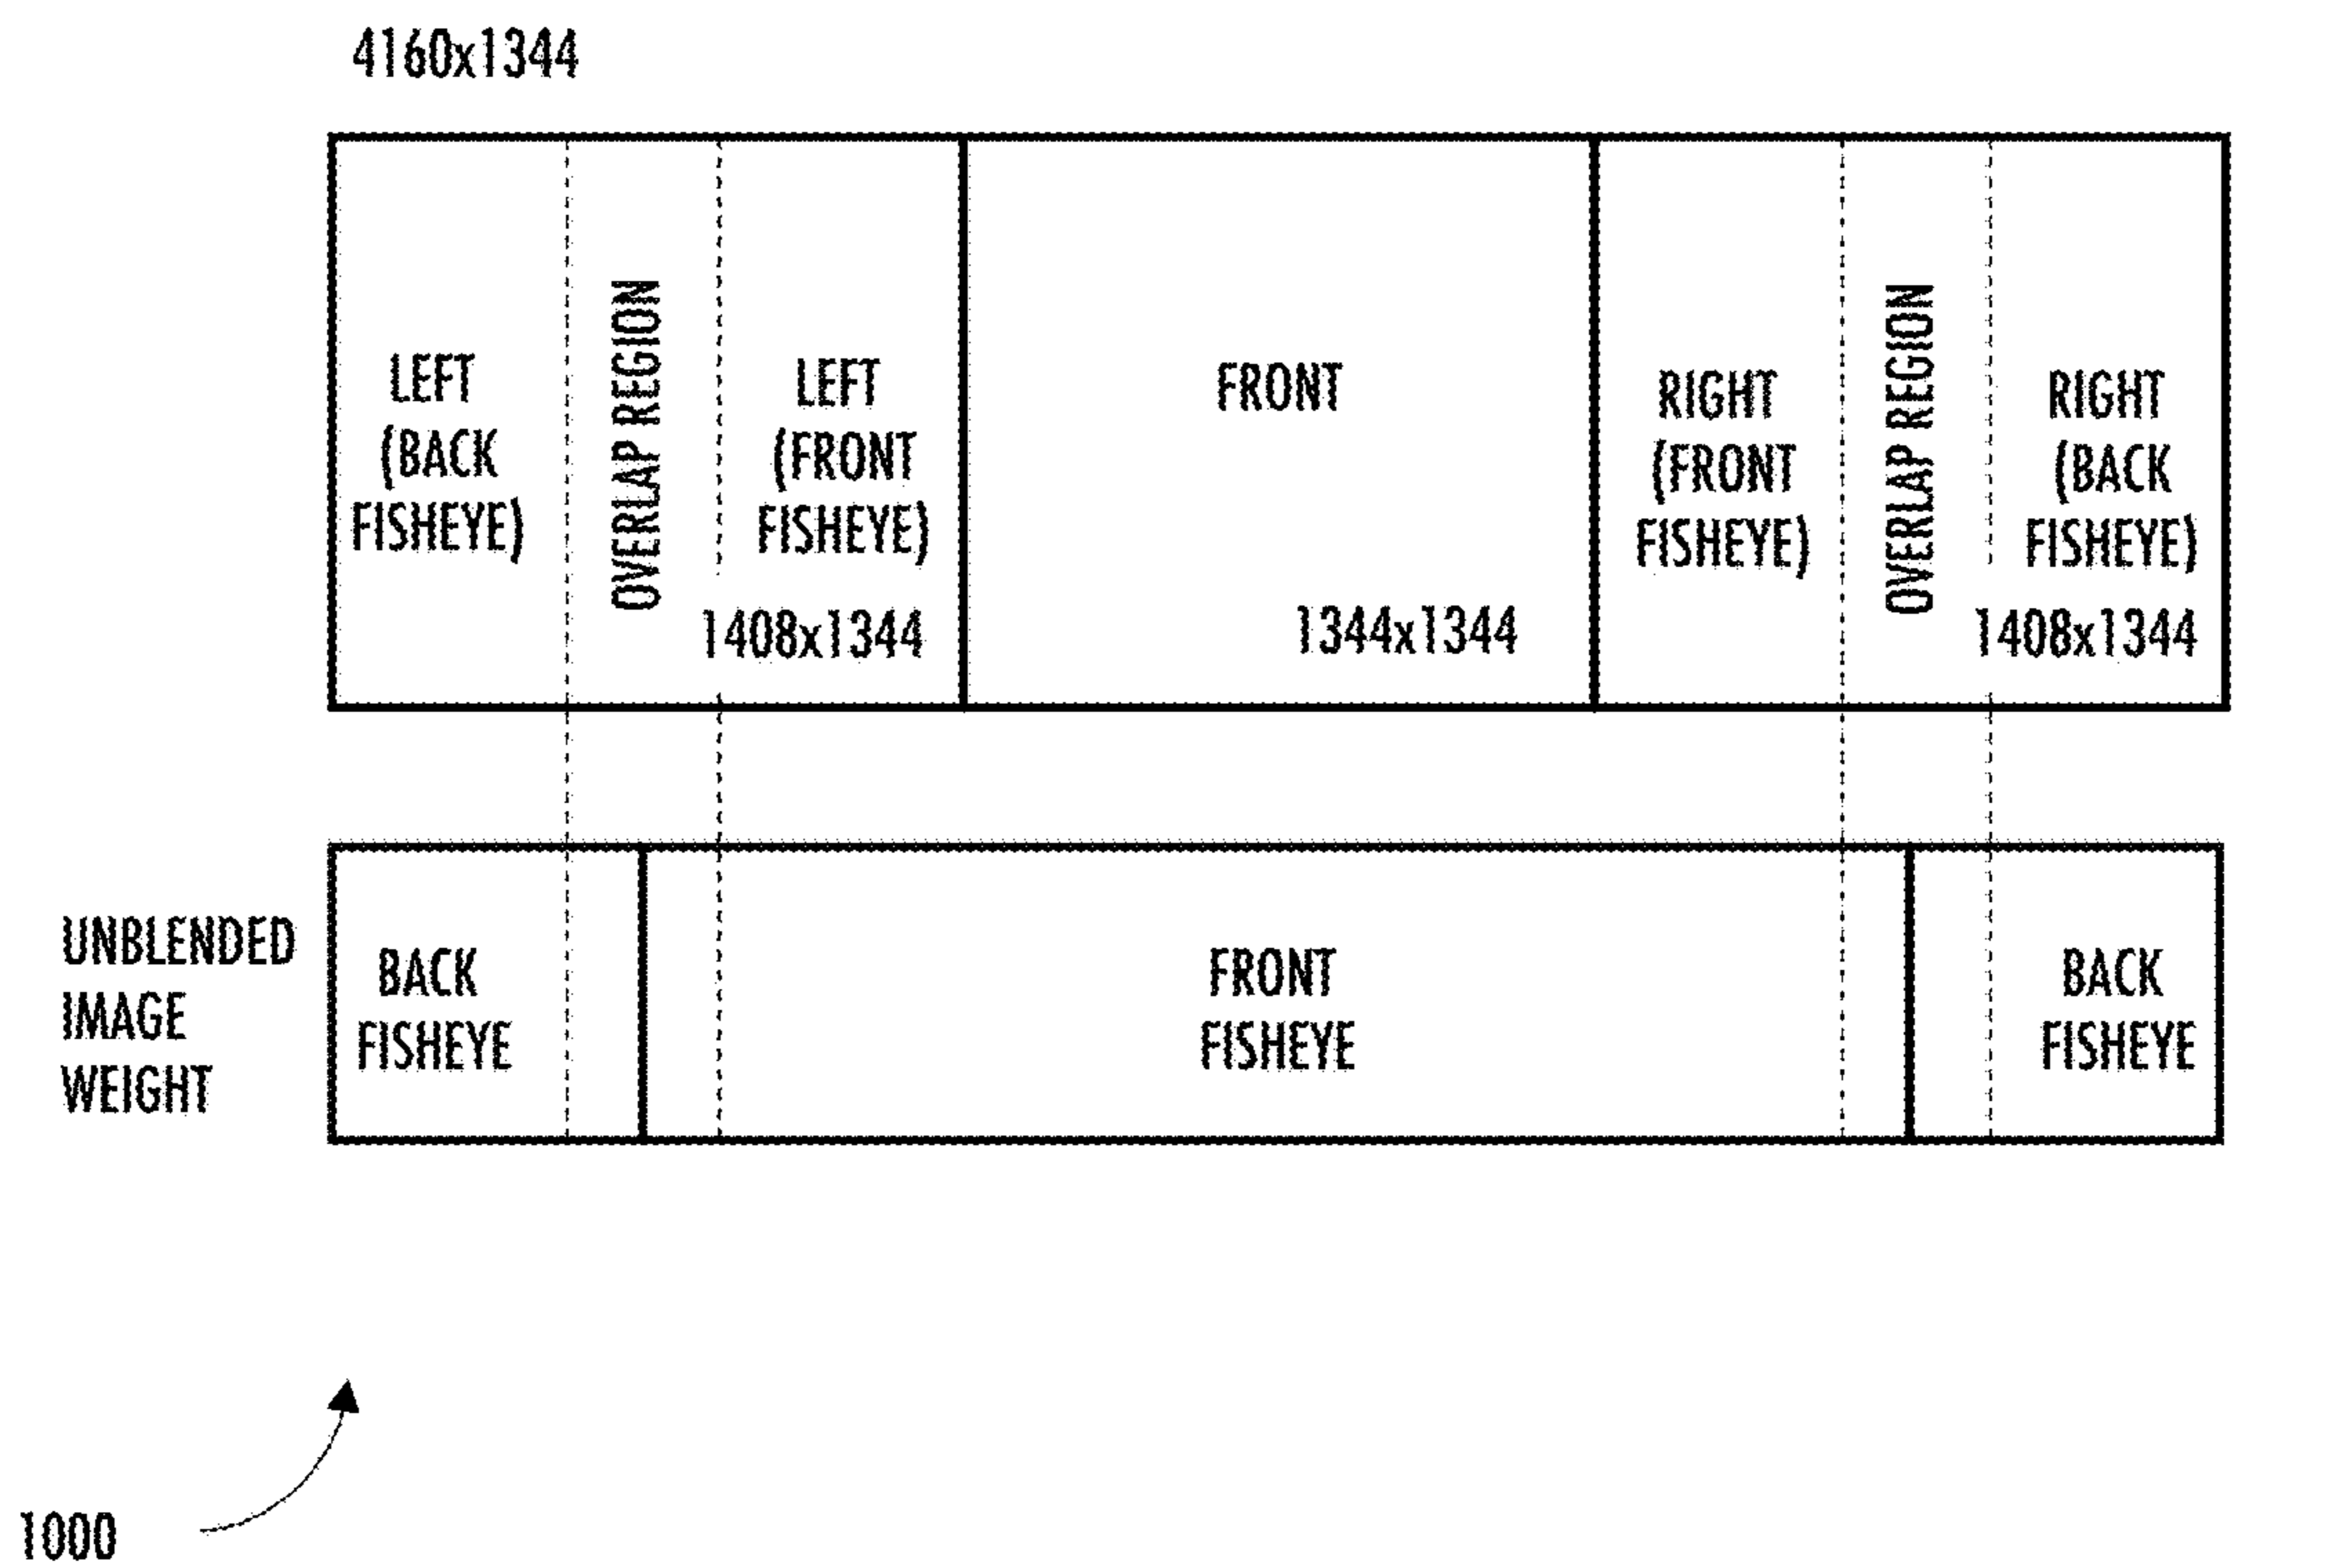 4160x1344
LEFT
(BACK
FISHEYE)
OVERLAP REGION
LEFT
(FRONT
FISHEYE)
1408x1344
FRONT
1344x1344
RIGHT
(FRONT
FISHEYE)
OVERLAP REGION
RIGHT
(BACK
FISHEYE)
1408x1344
UNBLENDED
IMAGE
WEIGHT
BACK
FISHEYE
FRONT
FISHEYE
BACK
FISHEYE
1000